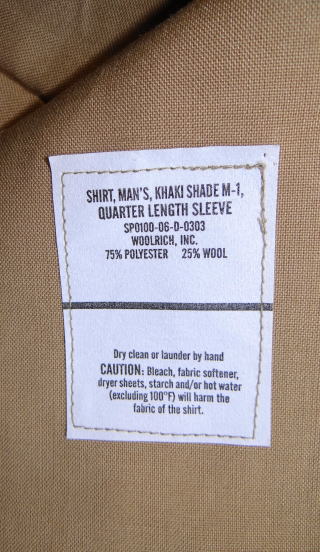 SHIRT, MAN'S, KHAKI SHADE M-1,
QUARTER LENGTH SLEEVE
SPO100-06-D-0303
WOOLRICH, INC.
75% POLYESTER 25% WOOL
Dry clean or launder by hand
CAUTION: Bleach, fabric softener,
dryer sheets, starch and/or hot water
(excluding 100°F) will harm the
fabric of the shirt.